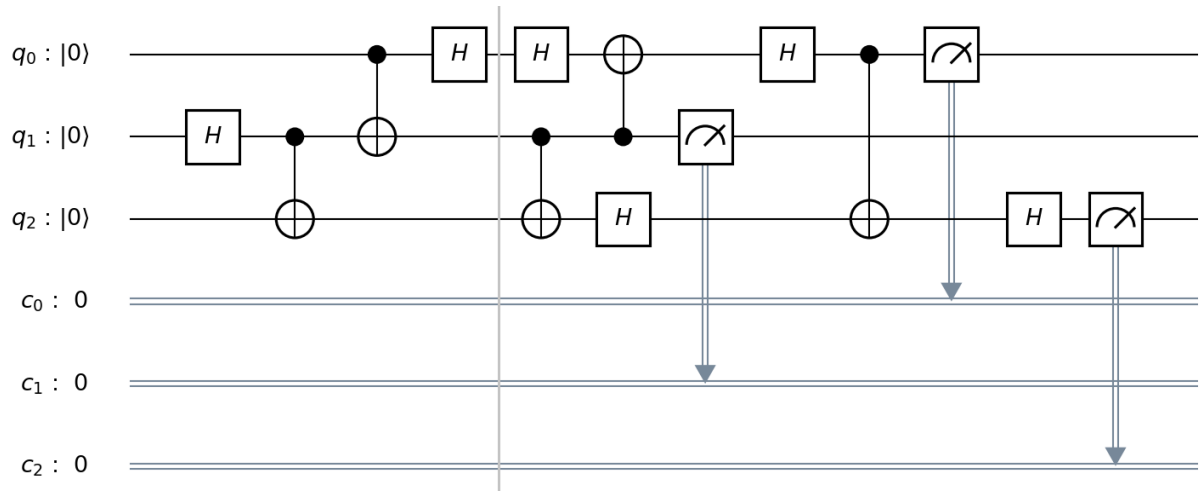 q₀ : |0⟩ H H H
q₁ : |0⟩ H
q₂ : |0⟩ H H
c₀ : 0
c₁ : 0
c₂ : 0